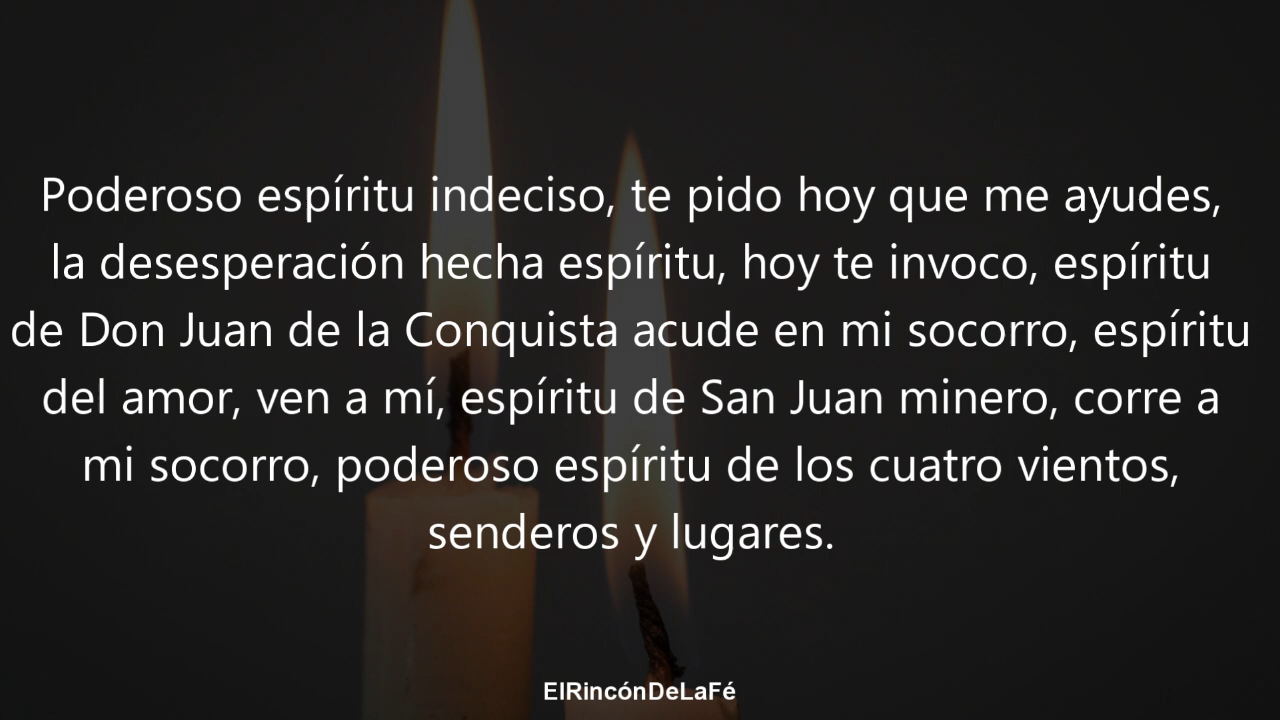 Poderoso espíritu indeciso, te pido hoy que me ayudes,
la desesperación hecha espíritu, hoy te invoco, espíritu
de Don Juan de la Conquista acude en mi socorro, espíritu
del amor, ven a mí, espíritu de San Juan minero, corre a
mi socorro, poderoso espíritu de los cuatro vientos,
senderos y lugares.
ElRincónDeLaFé